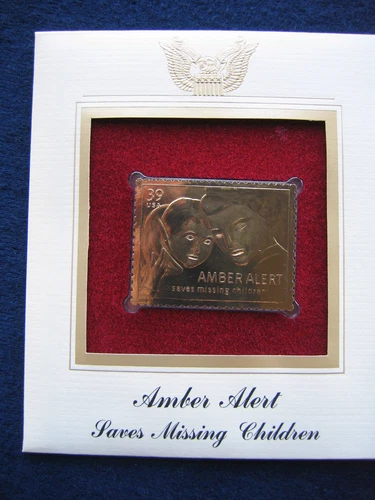 39
USA
AMBER ALERT
saves missing children
Amber Alert
Saves Missing Children